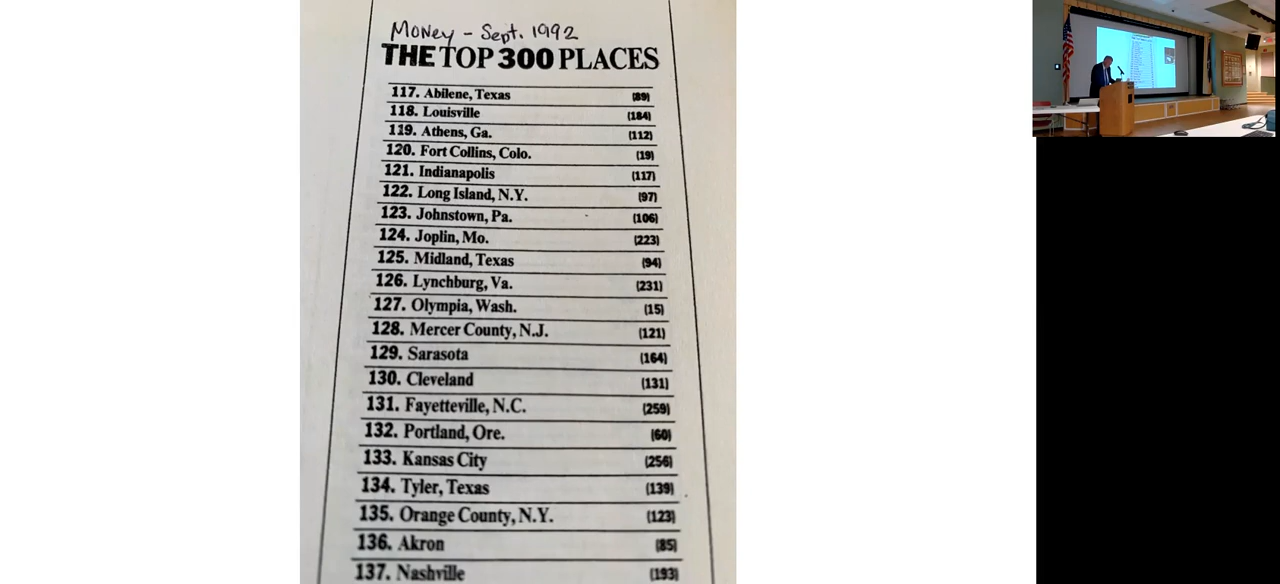 Money - Sept. 1992
THE TOP 300 PLACES
117. Abilene, Texas (89)
118. Louisville (184)
119. Athens, Ga. (112)
120. Fort Collins, Colo. (19)
121. Indianapolis (117)
122. Long Island, N.Y. (97)
123. Johnstown, Pa. (106)
124. Joplin, Mo. (223)
125. Midland, Texas (94)
126. Lynchburg, Va. (231)
127. Olympia, Wash. (15)
128. Mercer County, N.J. (121)
129. Sarasota (164)
130. Cleveland (131)
131. Fayetteville, N.C. (259)
132. Portland, Ore. (60)
133. Kansas City (256)
134. Tyler, Texas (139)
135. Orange County, N.Y. (123)
136. Akron (85)
137. Nashville (193)